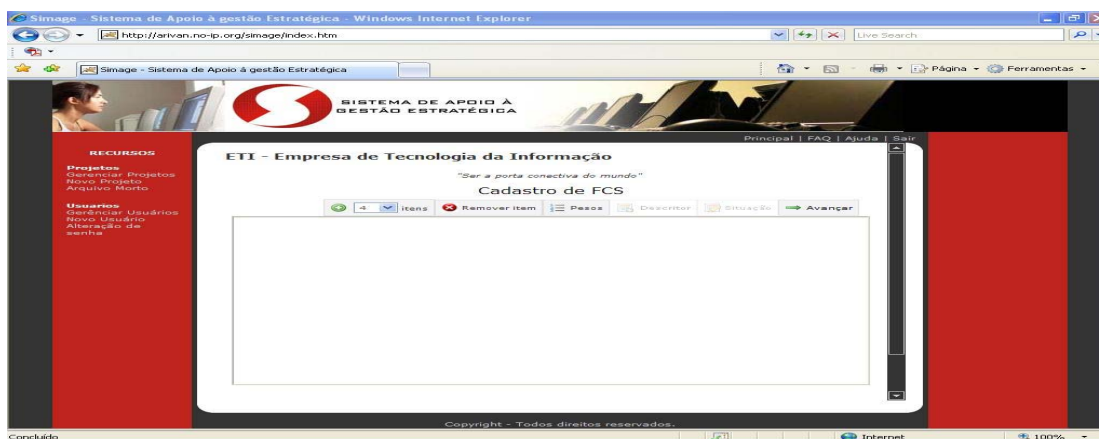 Simage - Sistema de Apoio à gestão Estratégica - Windows Internet Explorer
http://arivan.no-ip.org/simage/index.htm
Live Search
Simage - Sistema de Apoio á gestão Estratégica
Página
Ferramentas
SISTEMA DE APOIO À
GESTÃO ESTRATÉGICA
Principal | FAQ | Ajuda | Sair
RECURSOS
Projetos
Gerenciar Projetos
Novo Projeto
Arquivo Morto
Usuarios
Gerênciar Usuários
Novo Usuário
Alteração de
senha
ETI - Empresa de Tecnologia da Informação
"Ser a porta conectiva do mundo"
Cadastro de FCS
4 itens Remover item Pesos Descritor Situação Avançar
Copyright - Todos direitos reservados.
Concluído Internet 100%